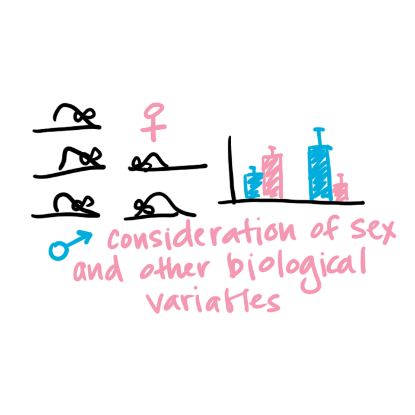 consideration of sex
and other biological
variables